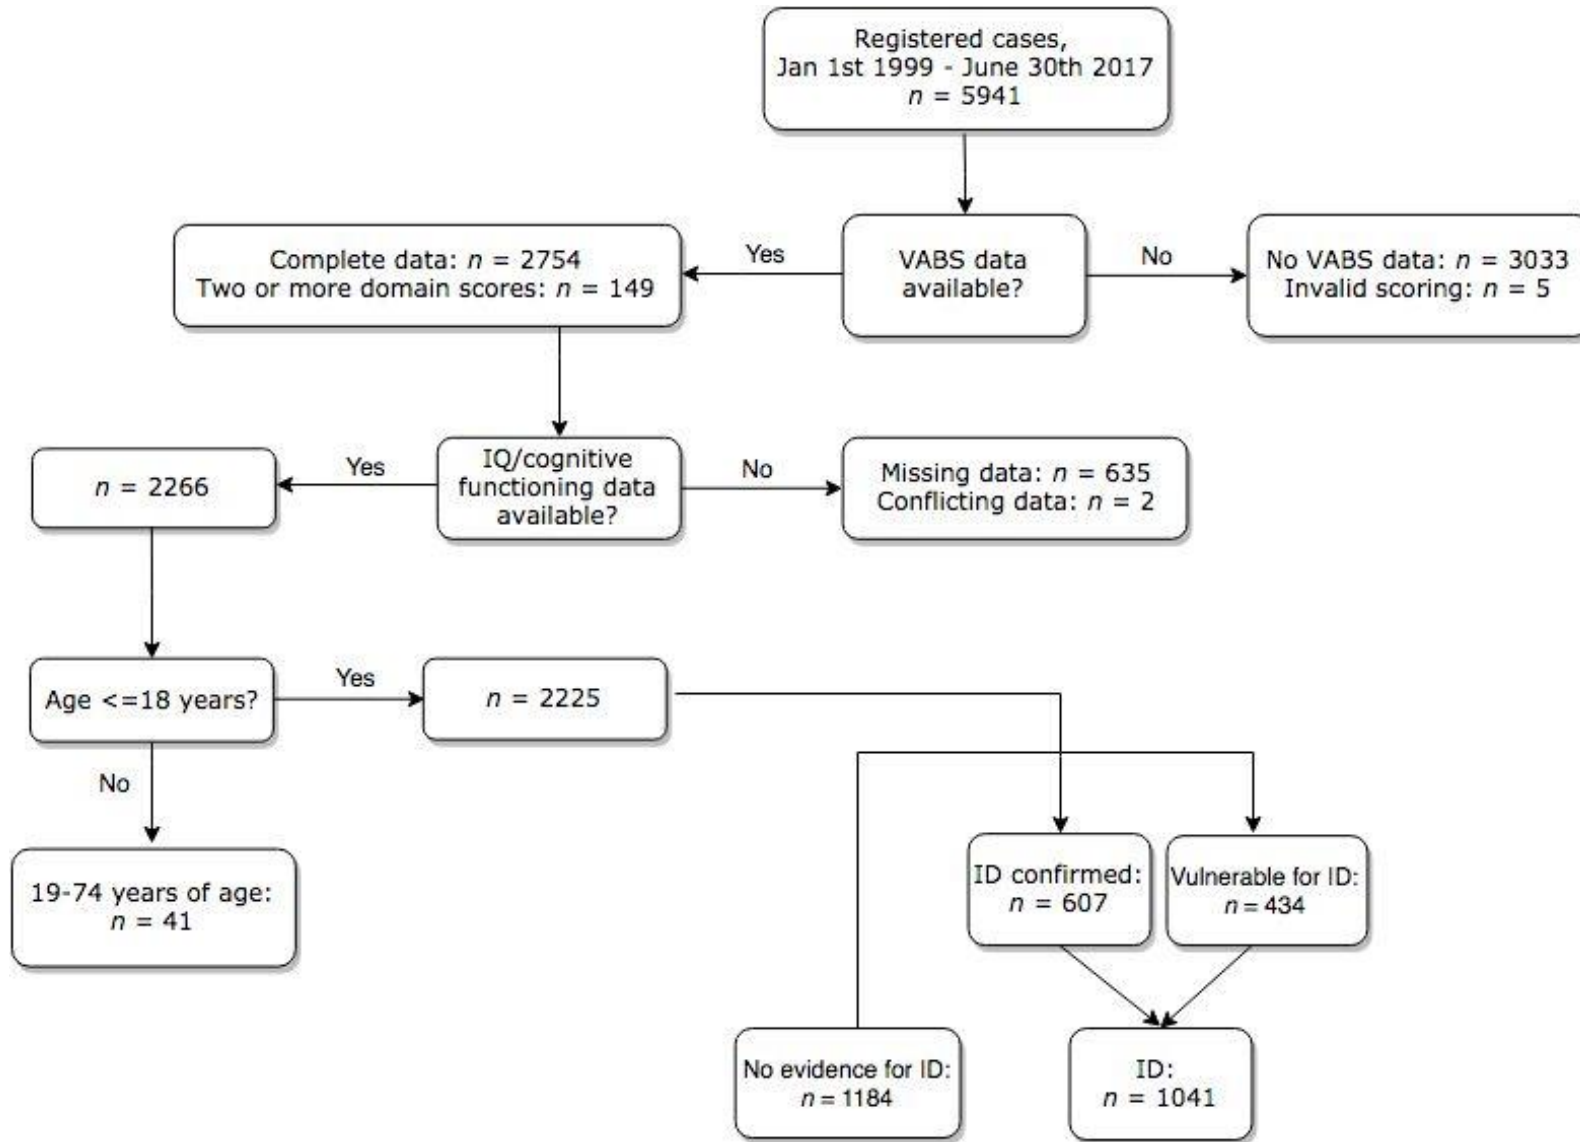 Registered cases,
Jan 1st 1999 - June 30th 2017
n = 5941
Complete data: n = 2754
Two or more domain scores: n = 149
Yes
VABS data
available?
No
No VABS data: n = 3033
Invalid scoring: n = 5
n = 2266
Yes
IQ/cognitive
functioning data
available?
No
Missing data: n = 635
Conflicting data: n = 2
Age <=18 years?
Yes
n = 2225
No
19-74 years of age:
n = 41
ID confirmed:
n = 607
Vulnerable for ID:
n = 434
No evidence for ID:
n = 1184
ID:
n = 1041